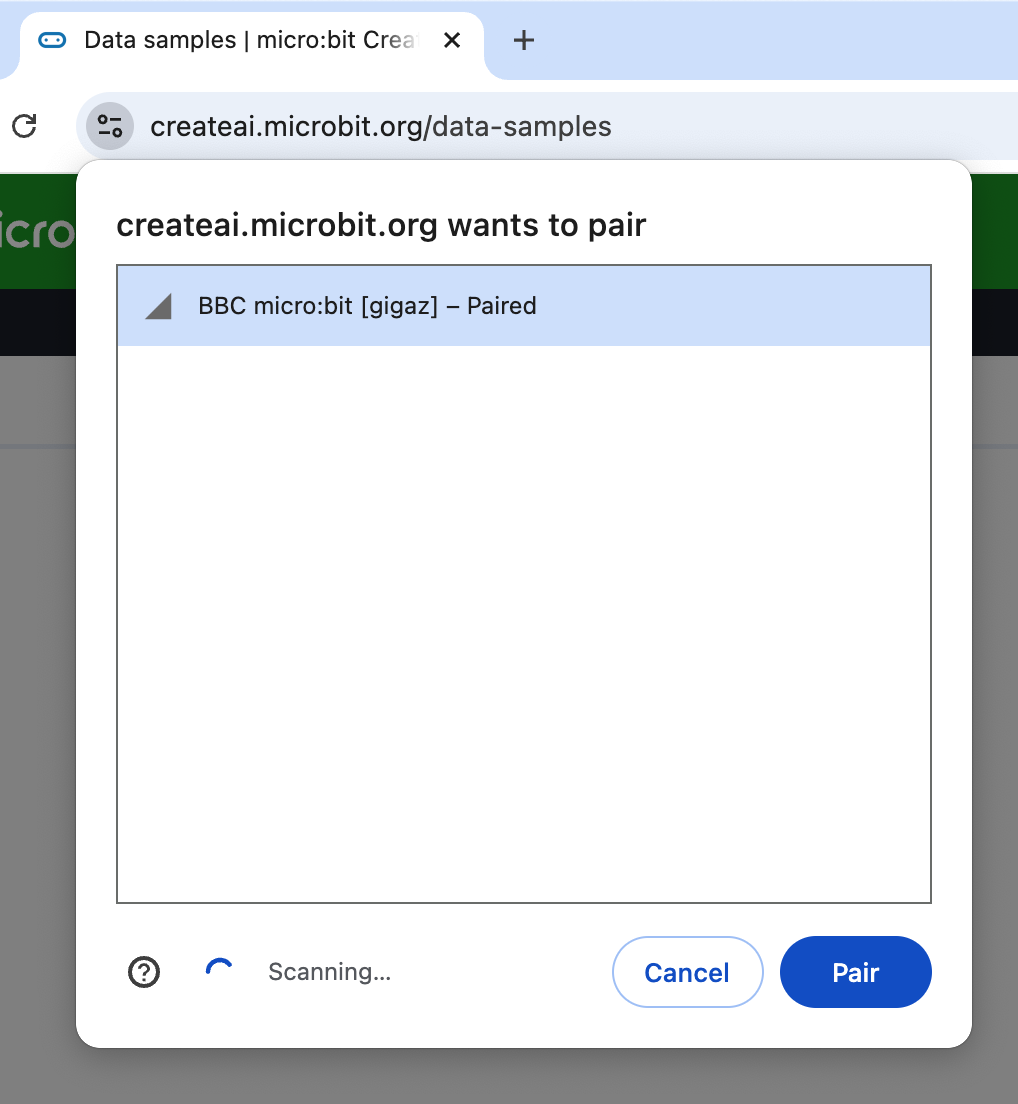 Data samples | micro:bit Crea
createai.microbit.org/data-samples
icro
createai.microbit.org wants to pair
BBC micro:bit [gigaz] – Paired
Scanning...
Cancel
Pair